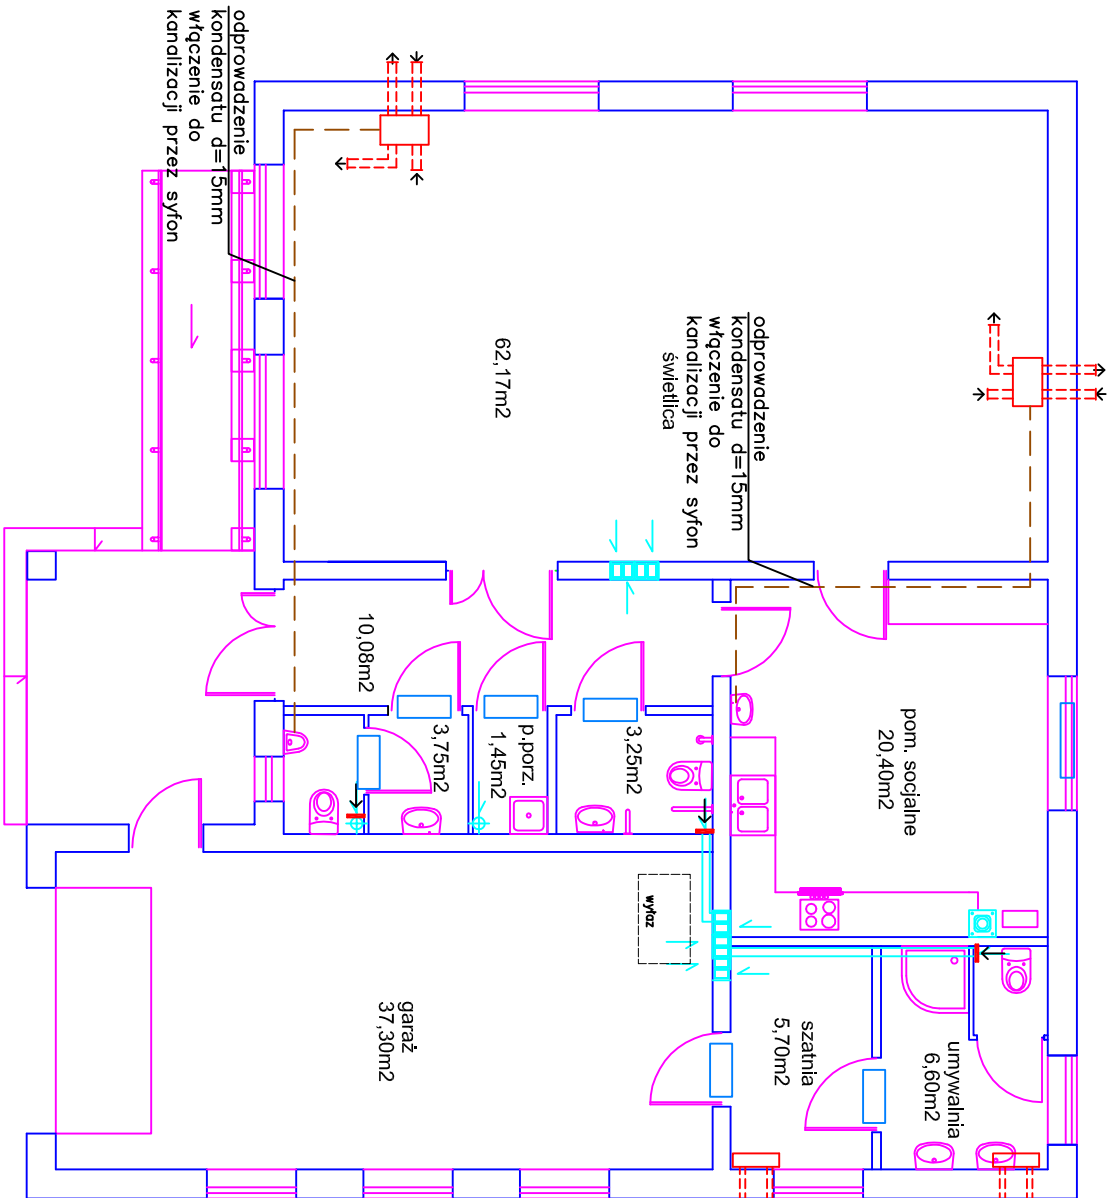 odprowadzenie
kondensatu d=15mm
włączenie do
kanalizacji przez syfon
odprowadzenie
kondensatu d=15mm
włączenie do
kanalizacji przez syfon
świetlica
62,17m2
10,08m2
3,75m2
p.porz.
1,45m2
3.25m2
pom. socjalne
20,40m2
wyłaz
garaż
37,30m2
szatnia
5,70m2
umywalnia
6,60m2